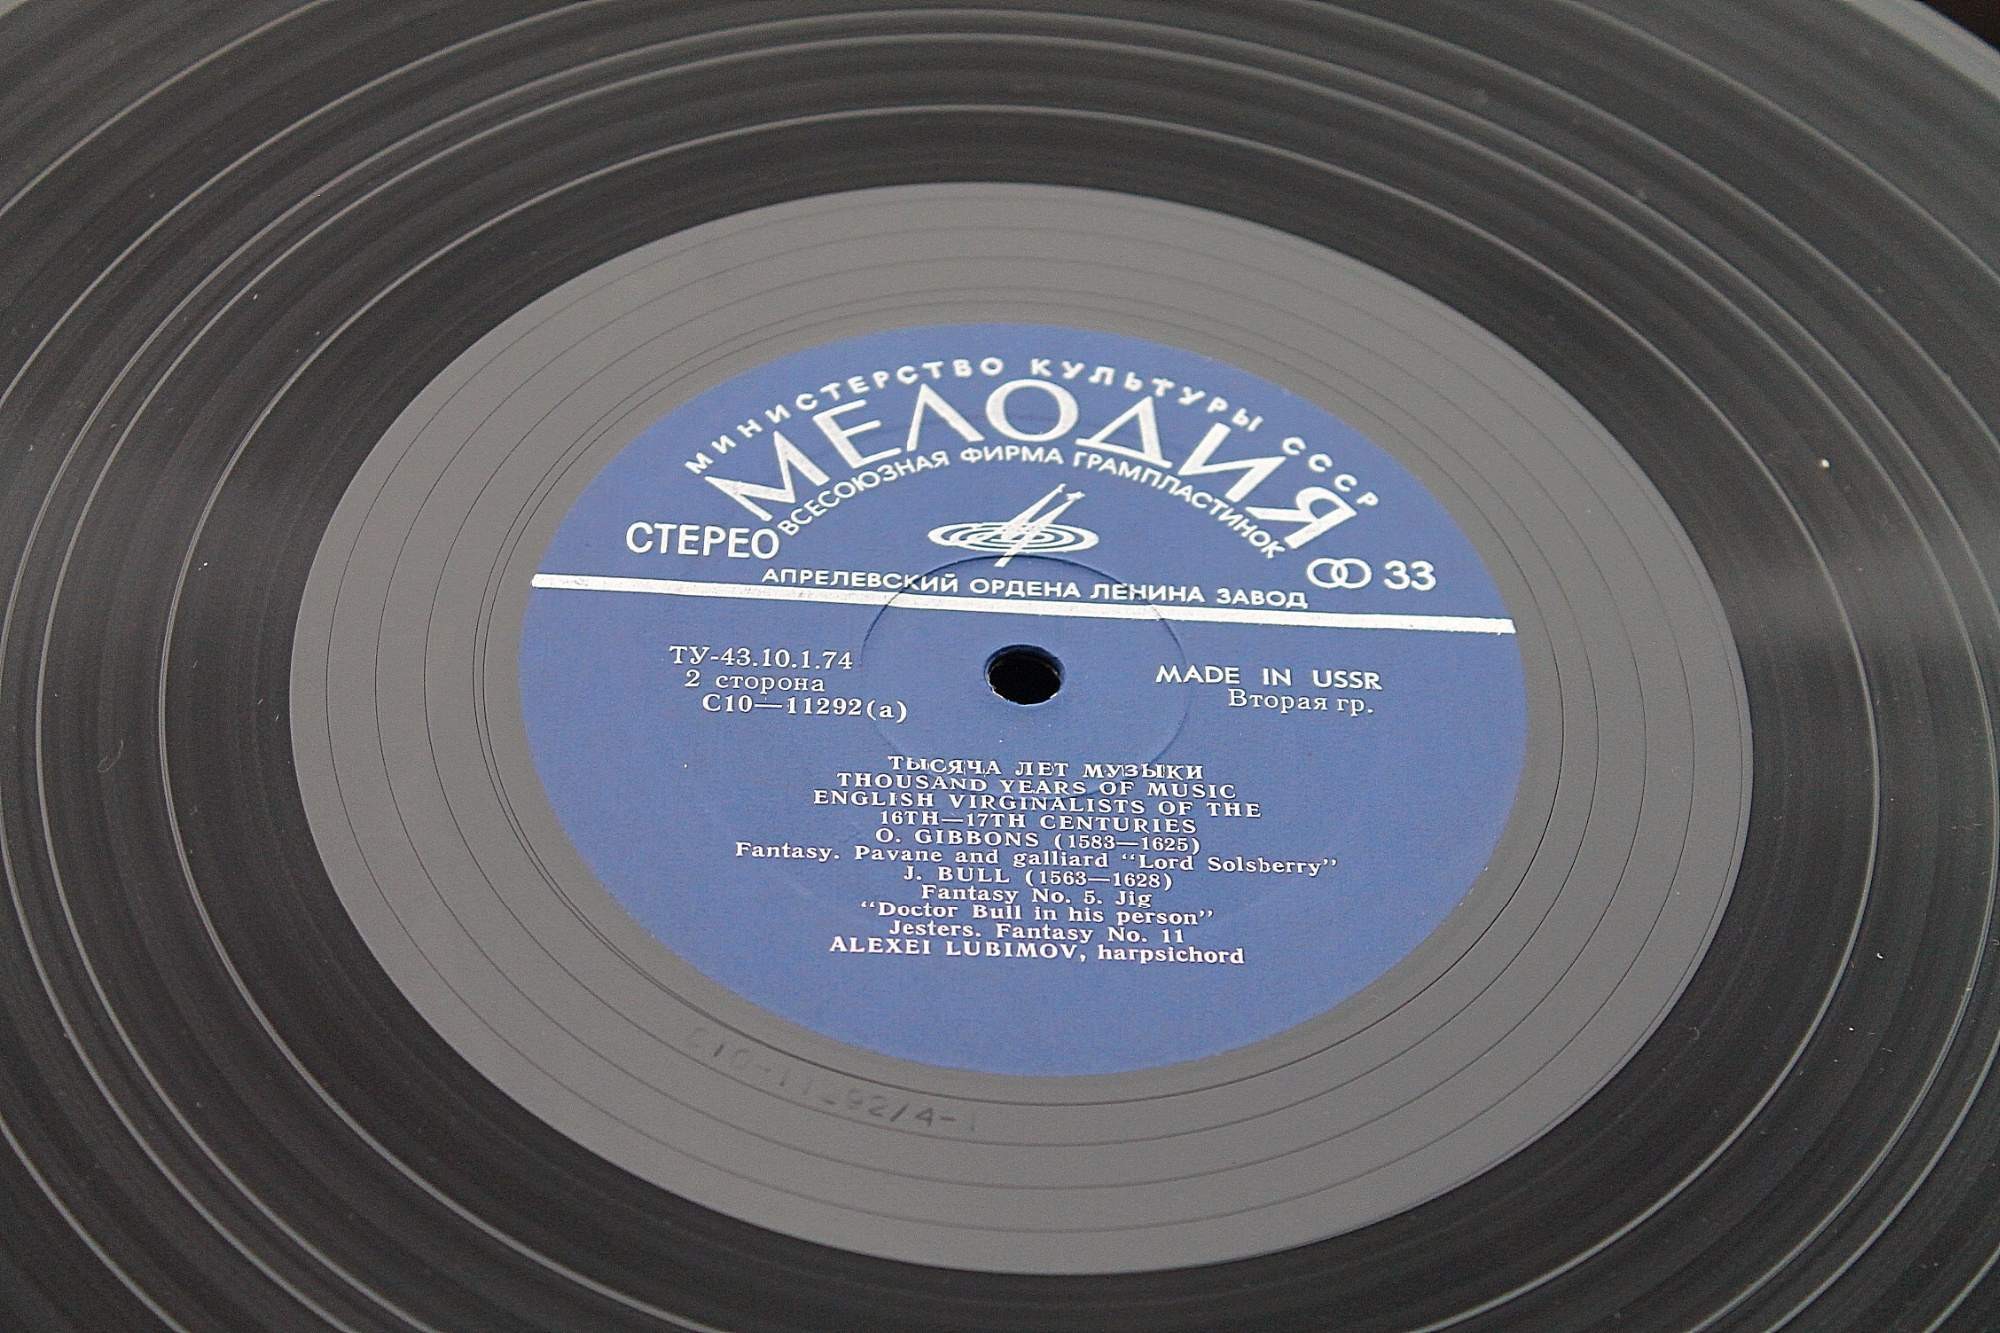 МИНИСТЕРСТВО КУЛЬТУРЫ СССР
МЕЛОДИЯ
ВСЕСОЮЗНАЯ ФИРМА ГРАМПЛАСТИНОК
СТЕРЕО
33
АПРЕЛЕВСКИЙ ОРДЕНА ЛЕНИНА ЗАВОД
ТУ-43.10.1.74
2 сторона
С10—11292(а)
MADE IN USSR
Вторая гр.
ТЫСЯЧА ЛЕТ МУЗЫКИ
THOUSAND YEARS OF MUSIC
ENGLISH VIRGINALISTS OF THE
16TH—17TH CENTURIES
O. GIBBONS (1583—1625)
Fantasy. Pavane and galliard “Lord Solsberry”
J. BULL (1563—1628)
Fantasy No. 5. Jig
“Doctor Bull in his person”
Jesters. Fantasy No. 11
ALEXEI LUBIMOV, harpsichord